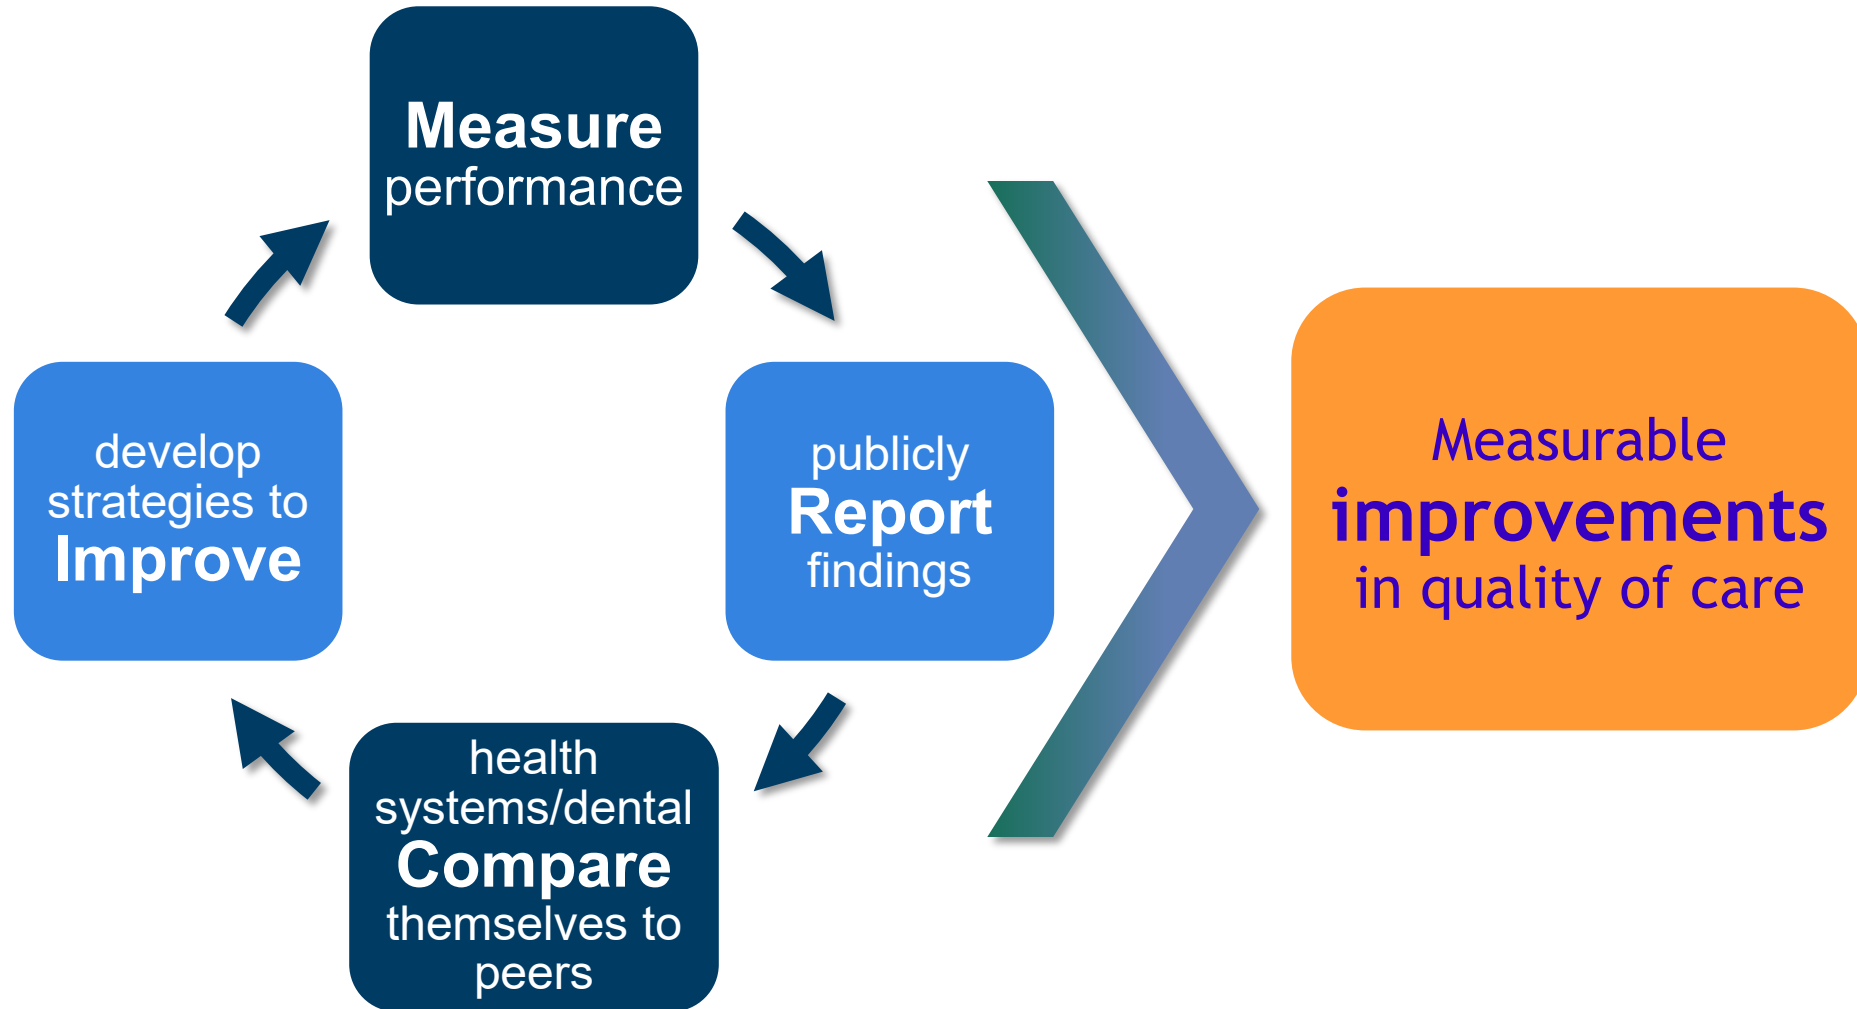 Measure
performance
publicly
Report
findings
health
systems/dental
Compare
themselves to
peers
develop
strategies to
Improve
Measurable
improvements
in quality of care